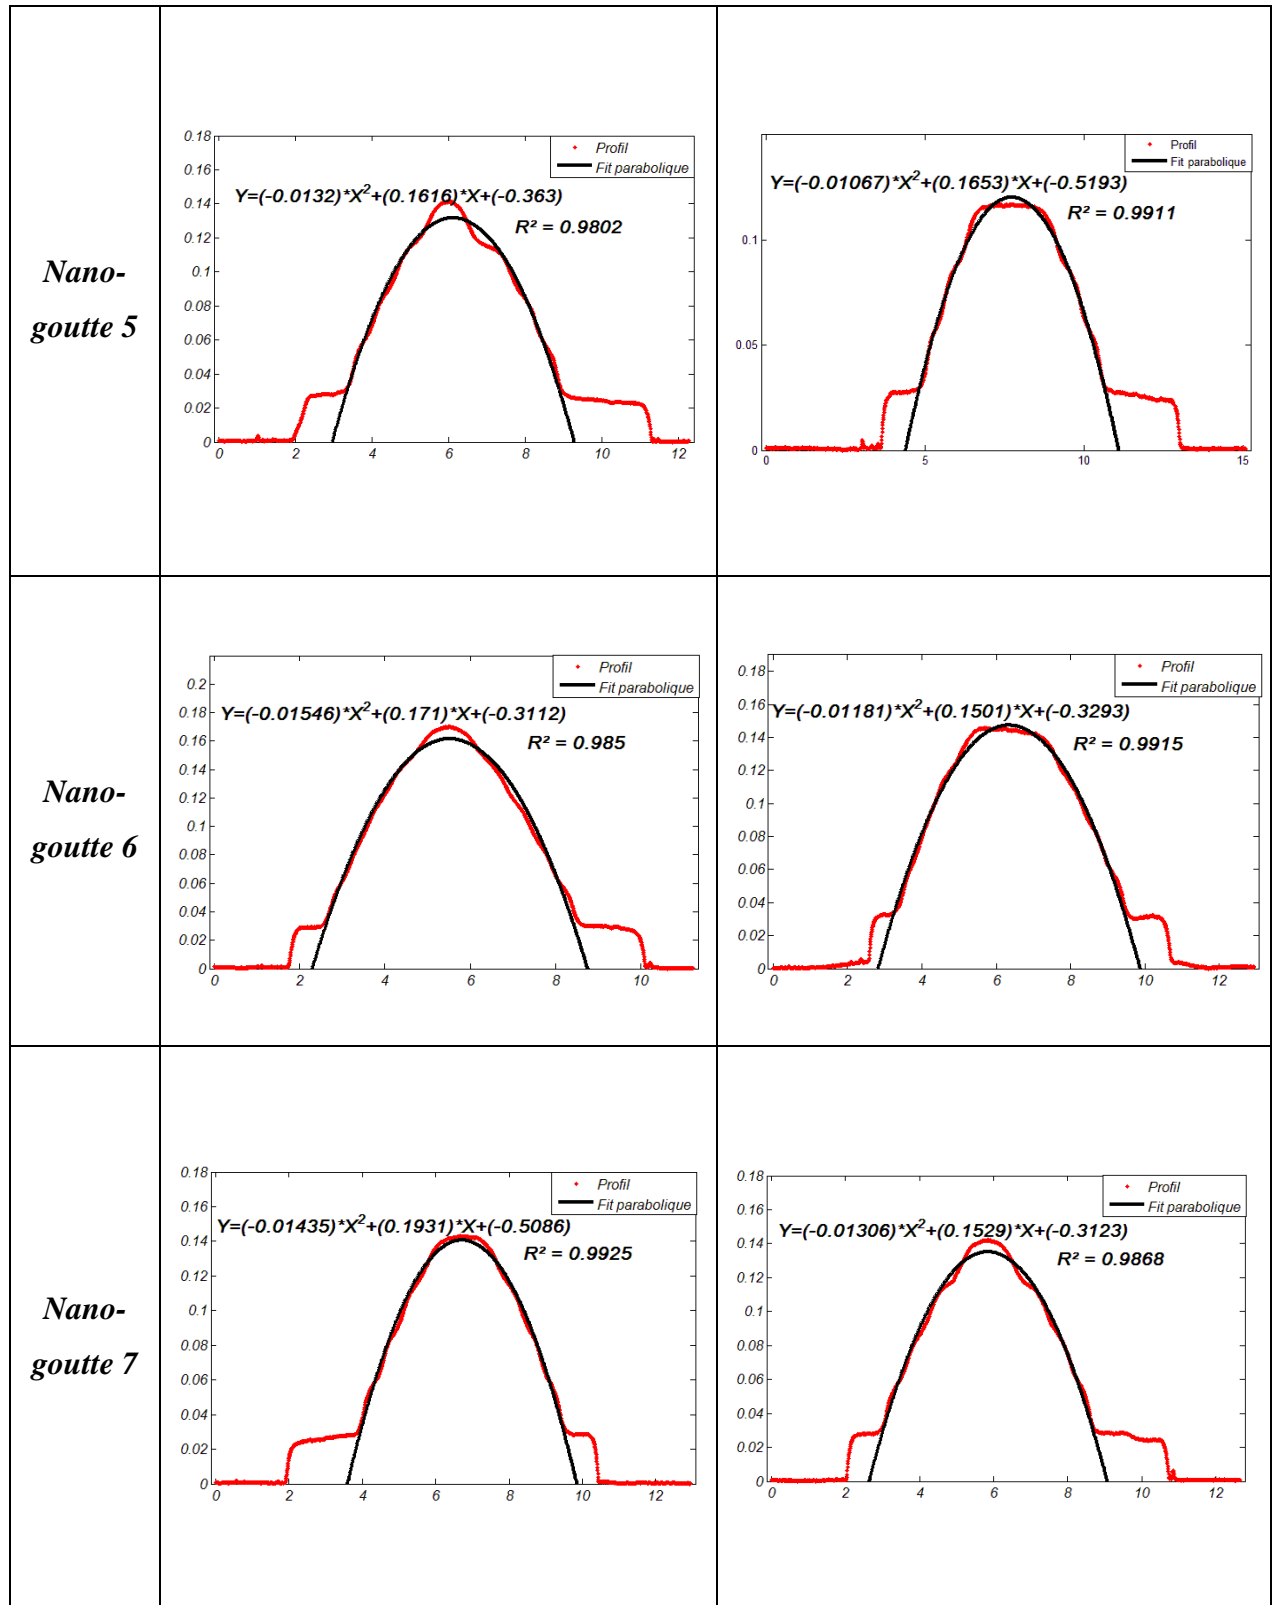 Nano-
goutte 5
0.18
0.16
0.14
0.12
0.1
0.08
0.06
0.04
0.02
0
0 2 4 6 8 10 12
Profil
Fit parabolique
Y=(-0.0132)*X²+(0.1616)*X+(-0.363)
R² = 0.9802
0.1
0.05
0
0 5 10 15
Profil
Fit parabolique
Y=(-0.01067)*X²+(0.1653)*X+(-0.5193)
R² = 0.9911
Nano-
goutte 6
0.2
0.18
0.16
0.14
0.12
0.1
0.08
0.06
0.04
0.02
0
0 2 4 6 8 10
Profil
Fit parabolique
Y=(-0.01546)*X²+(0.171)*X+(-0.3112)
R² = 0.985
0.18
0.16
0.14
0.12
0.1
0.08
0.06
0.04
0.02
0
0 2 4 6 8 10 12
Profil
Fit parabolique
Y=(-0.01181)*X²+(0.1501)*X+(-0.3293)
R² = 0.9915
Nano-
goutte 7
0.18
0.16
0.14
0.12
0.1
0.08
0.06
0.04
0.02
0
0 2 4 6 8 10 12
Profil
Fit parabolique
Y=(-0.01435)*X²+(0.1931)*X+(-0.5086)
R² = 0.9925
0.18
0.16
0.14
0.12
0.1
0.08
0.06
0.04
0.02
0
0 2 4 6 8 10 12
Profil
Fit parabolique
Y=(-0.01306)*X²+(0.1529)*X+(-0.3123)
R² = 0.9868